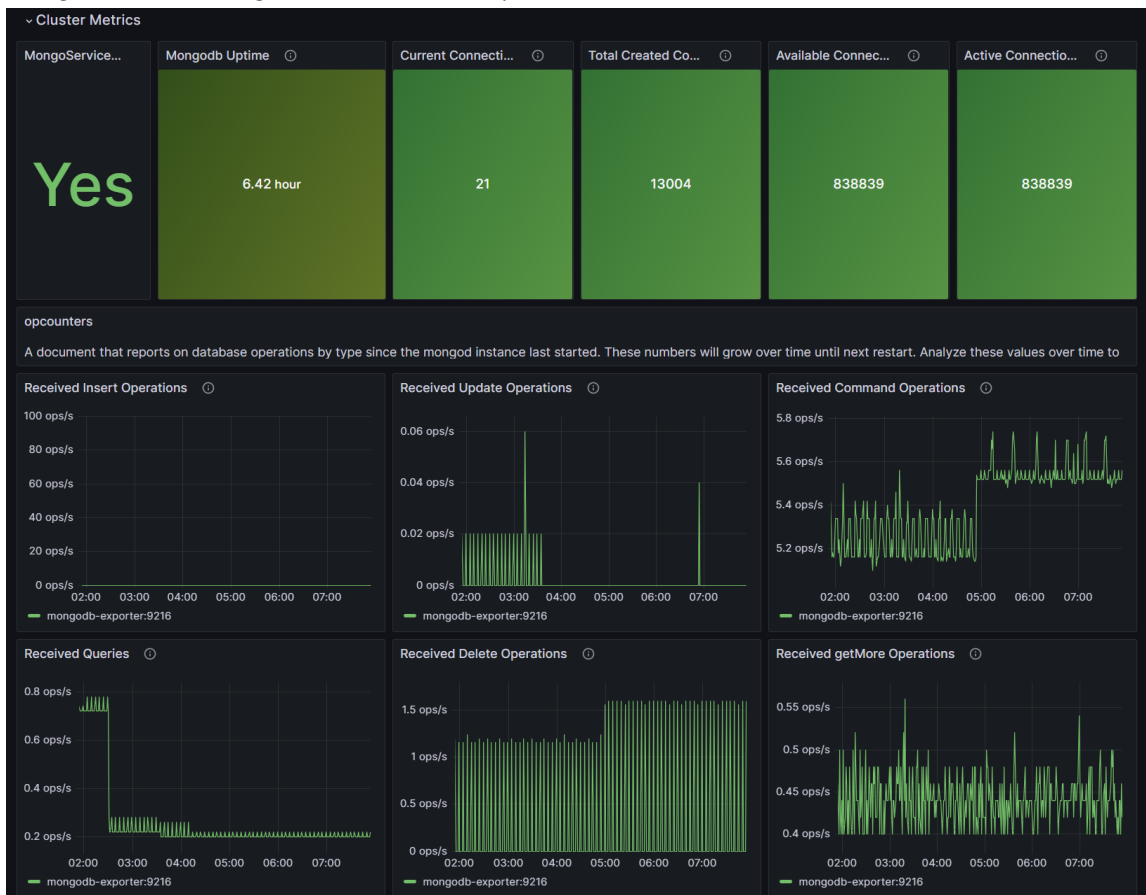 Cluster Metrics
MongoService...
Mongodb Uptime
Current Connecti...
Total Created Co...
Available Connec...
Active Connectio...
Yes
6.42 hour
21
13004
838839
838839
opcounters
A document that reports on database operations by type since the mongod instance last started. These numbers will grow over time until next restart. Analyze these values over time to
Received Insert Operations
100 ops/s
80 ops/s
60 ops/s
40 ops/s
20 ops/s
0 ops/s
02:00 03:00 04:00 05:00 06:00 07:00
mongodb-exporter:9216
Received Update Operations
0.06 ops/s
0.04 ops/s
0.02 ops/s
0 ops/s
02:00 03:00 04:00 05:00 06:00 07:00
mongodb-exporter:9216
Received Command Operations
5.8 ops/s
5.6 ops/s
5.4 ops/s
5.2 ops/s
02:00 03:00 04:00 05:00 06:00 07:00
mongodb-exporter:9216
Received Queries
0.8 ops/s
0.6 ops/s
0.4 ops/s
0.2 ops/s
02:00 03:00 04:00 05:00 06:00 07:00
mongodb-exporter:9216
Received Delete Operations
1.5 ops/s
1 ops/s
0.5 ops/s
0 ops/s
02:00 03:00 04:00 05:00 06:00 07:00
mongodb-exporter:9216
Received getMore Operations
0.55 ops/s
0.5 ops/s
0.45 ops/s
0.4 ops/s
02:00 03:00 04:00 05:00 06:00 07:00
mongodb-exporter:9216